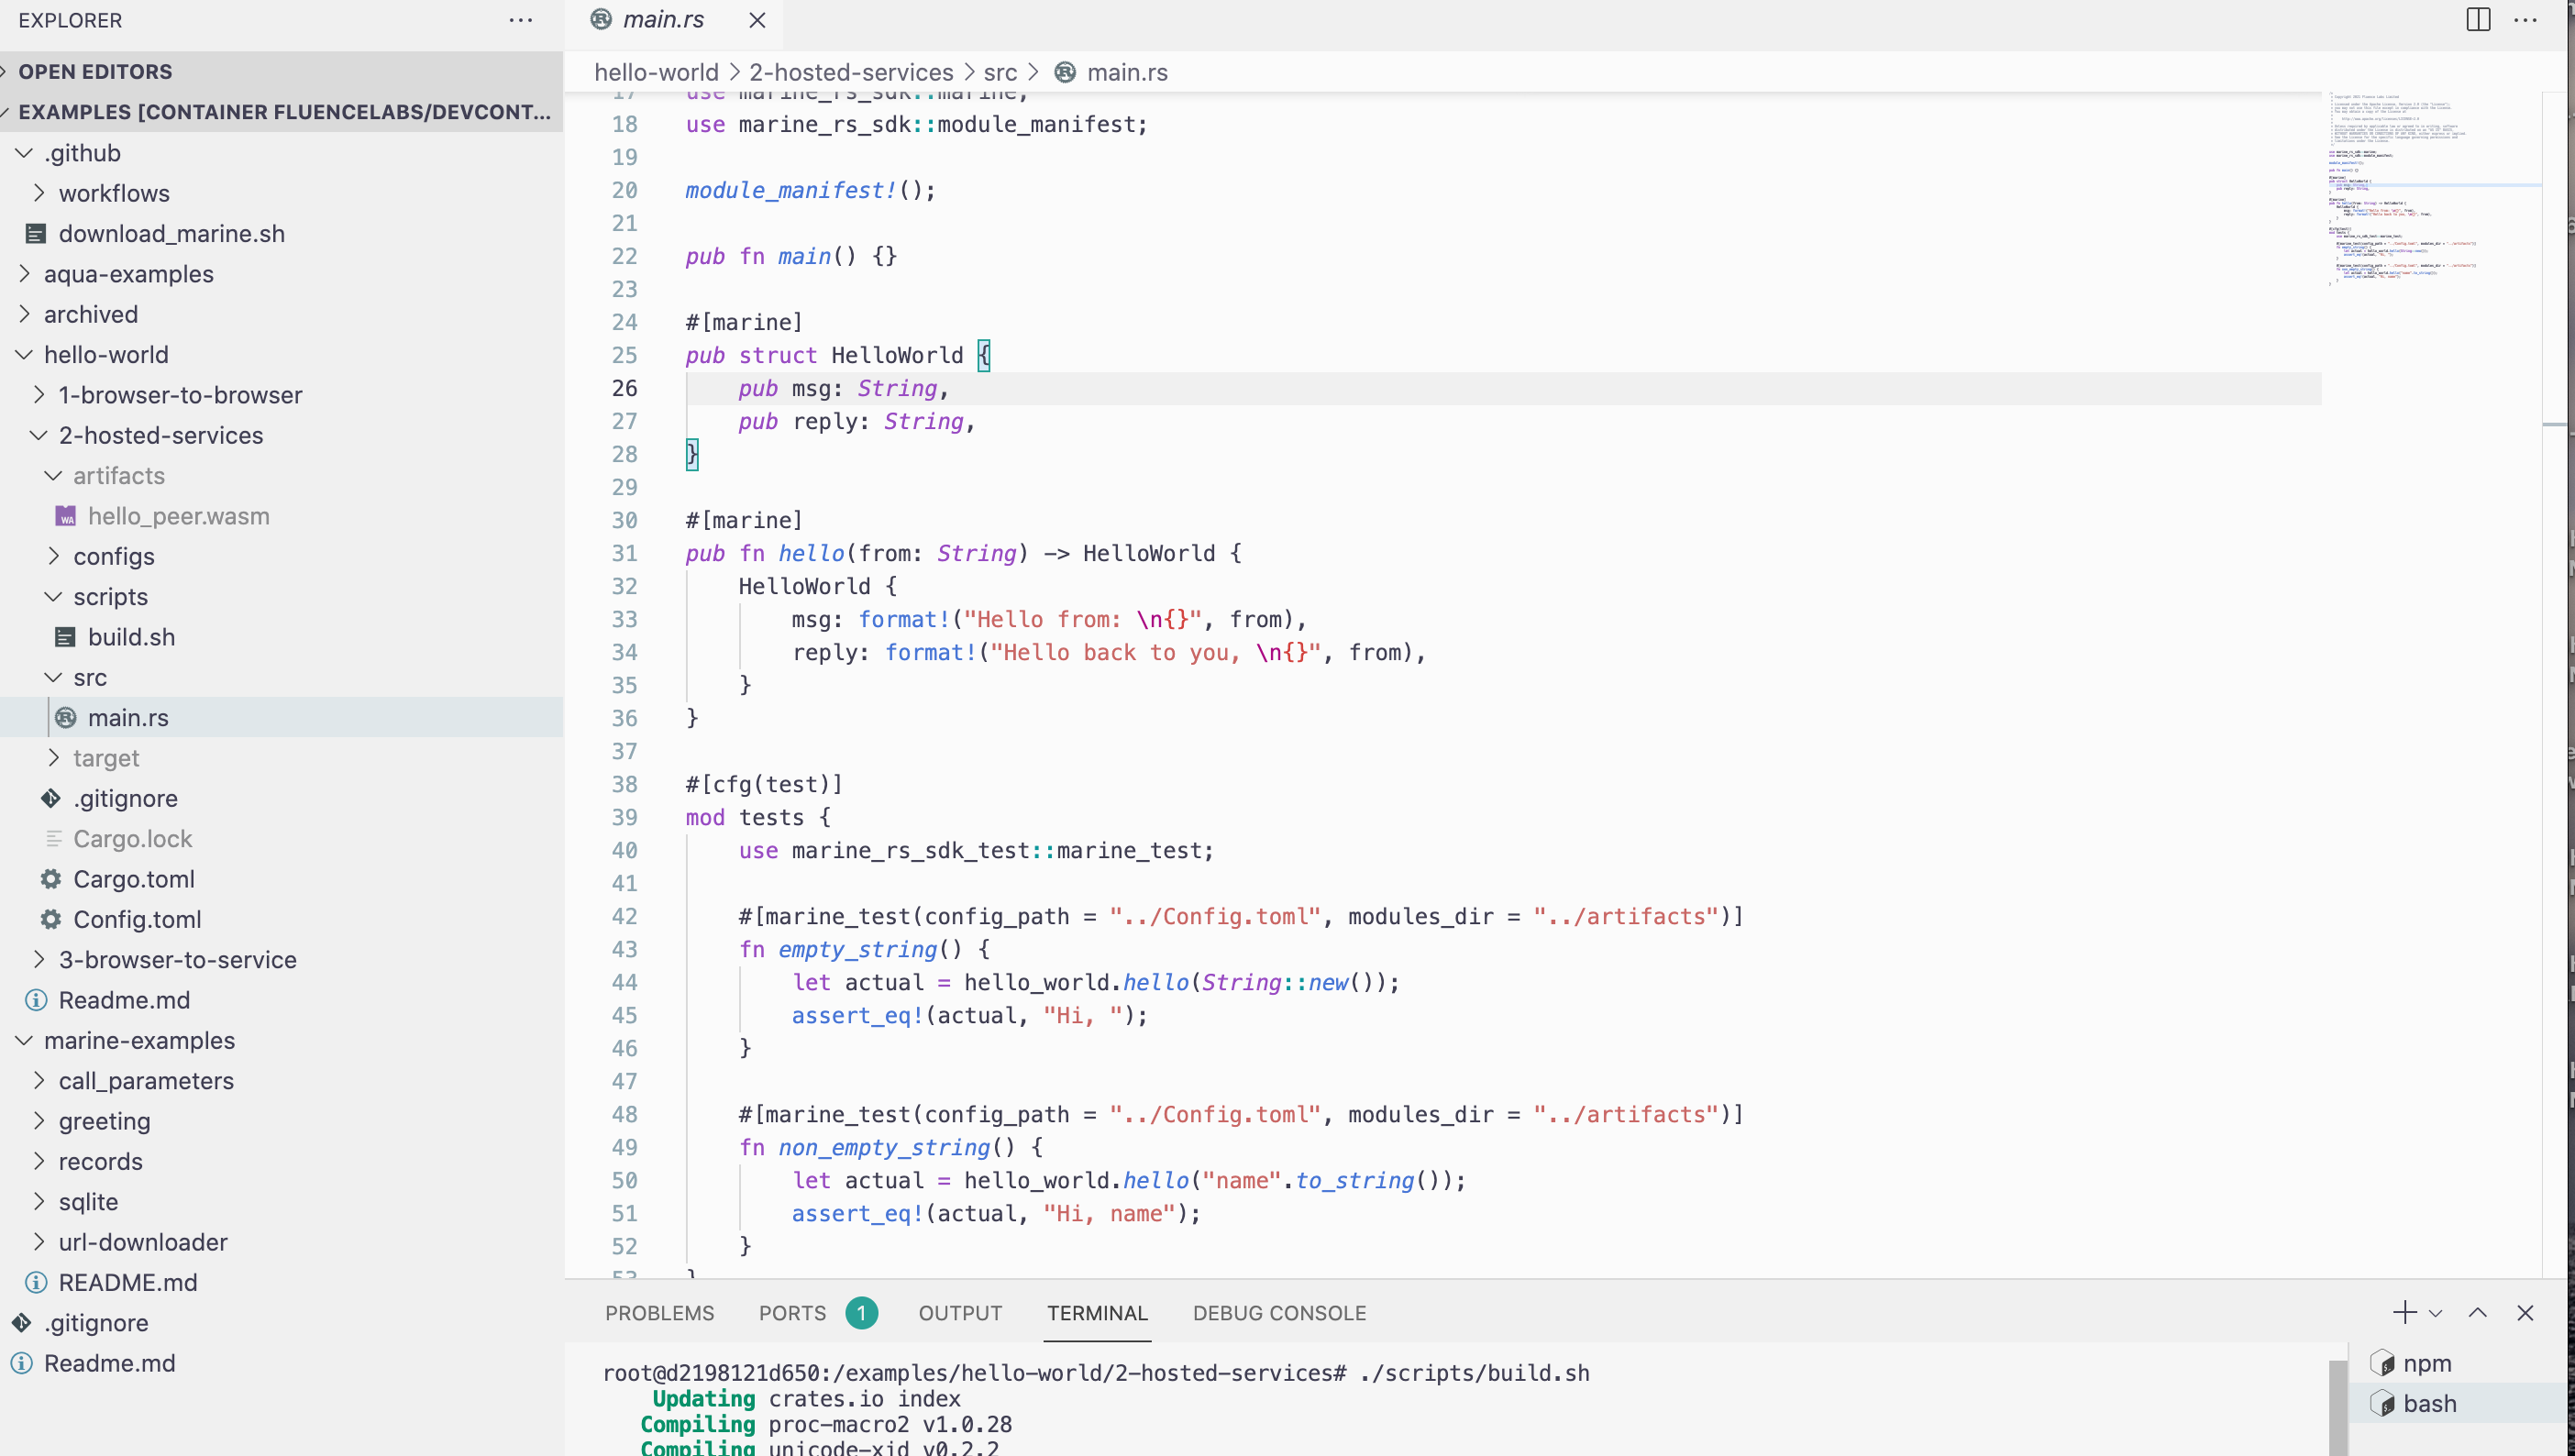 EXPLORER
OPEN EDITORS
EXAMPLES [CONTAINER FLUENCELABS/DEVCONT...
.github
workflows
download_marine.sh
aqua-examples
archived
hello-world
1-browser-to-browser
2-hosted-services
artifacts
WA hello_peer.wasm
configs
scripts
build.sh
src
main.rs
target
.gitignore
Cargo.lock
Cargo.toml
Config.toml
3-browser-to-service
Readme.md
marine-examples
call_parameters
greeting
records
sqlite
url-downloader
README.md
.gitignore
Readme.md
main.rs
hello-world > 2-hosted-services > src > main.rs
17 use marine_rs_sdk::marine;
18 use marine_rs_sdk::module_manifest;
19
20 module_manifest!();
21
22 pub fn main() {}
23
24 #[marine]
25 pub struct HelloWorld {
26     pub msg: String,
27     pub reply: String,
28 }
29
30 #[marine]
31 pub fn hello(from: String) -> HelloWorld {
32     HelloWorld {
33         msg: format!("Hello from: \n{}", from),
34         reply: format!("Hello back to you, \n{}", from),
35     }
36 }
37
38 #[cfg(test)]
39 mod tests {
40     use marine_rs_sdk_test::marine_test;
41
42     #[marine_test(config_path = "../Config.toml", modules_dir = "../artifacts")]
43     fn empty_string() {
44         let actual = hello_world.hello(String::new());
45         assert_eq!(actual, "Hi, ");
46     }
47
48     #[marine_test(config_path = "../Config.toml", modules_dir = "../artifacts")]
49     fn non_empty_string() {
50         let actual = hello_world.hello("name".to_string());
51         assert_eq!(actual, "Hi, name");
52     }
53 }
PROBLEMS PORTS 1 OUTPUT TERMINAL DEBUG CONSOLE
root@d2198121d650:/examples/hello-world/2-hosted-services# ./scripts/build.sh
Updating crates.io index
Compiling proc-macro2 v1.0.28
Compiling unicode-xid v0.2.2
npm
bash